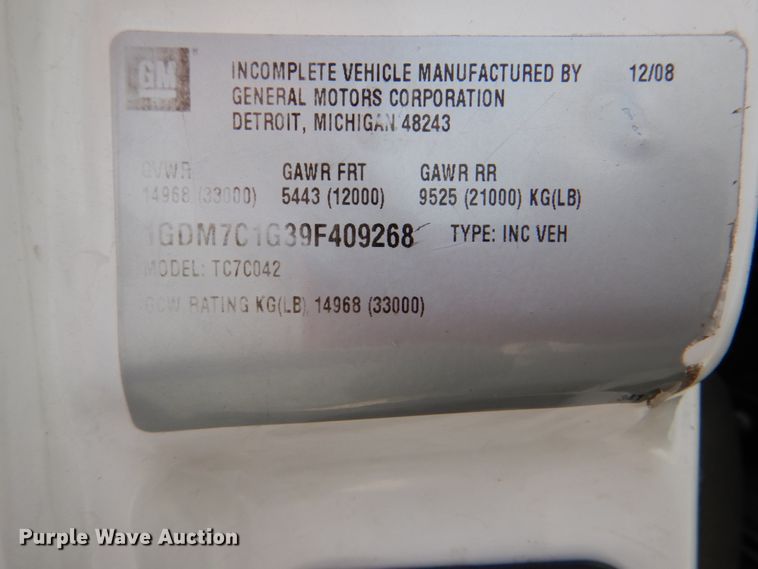 GM
INCOMPLETE VEHICLE MANUFACTURED BY 12/08
GENERAL MOTORS CORPORATION
DETROIT, MICHIGAN 48243
GVWR GAWR FRT GAWR RR
14968 (33000) 5443 (12000) 9525 (21000) KG(LB)
1GDM7C1G39F409268 TYPE: INC VEH
MODEL: TC7C042
GCW RATING KG(LB) 14968 (33000)
Purple Wave Auction